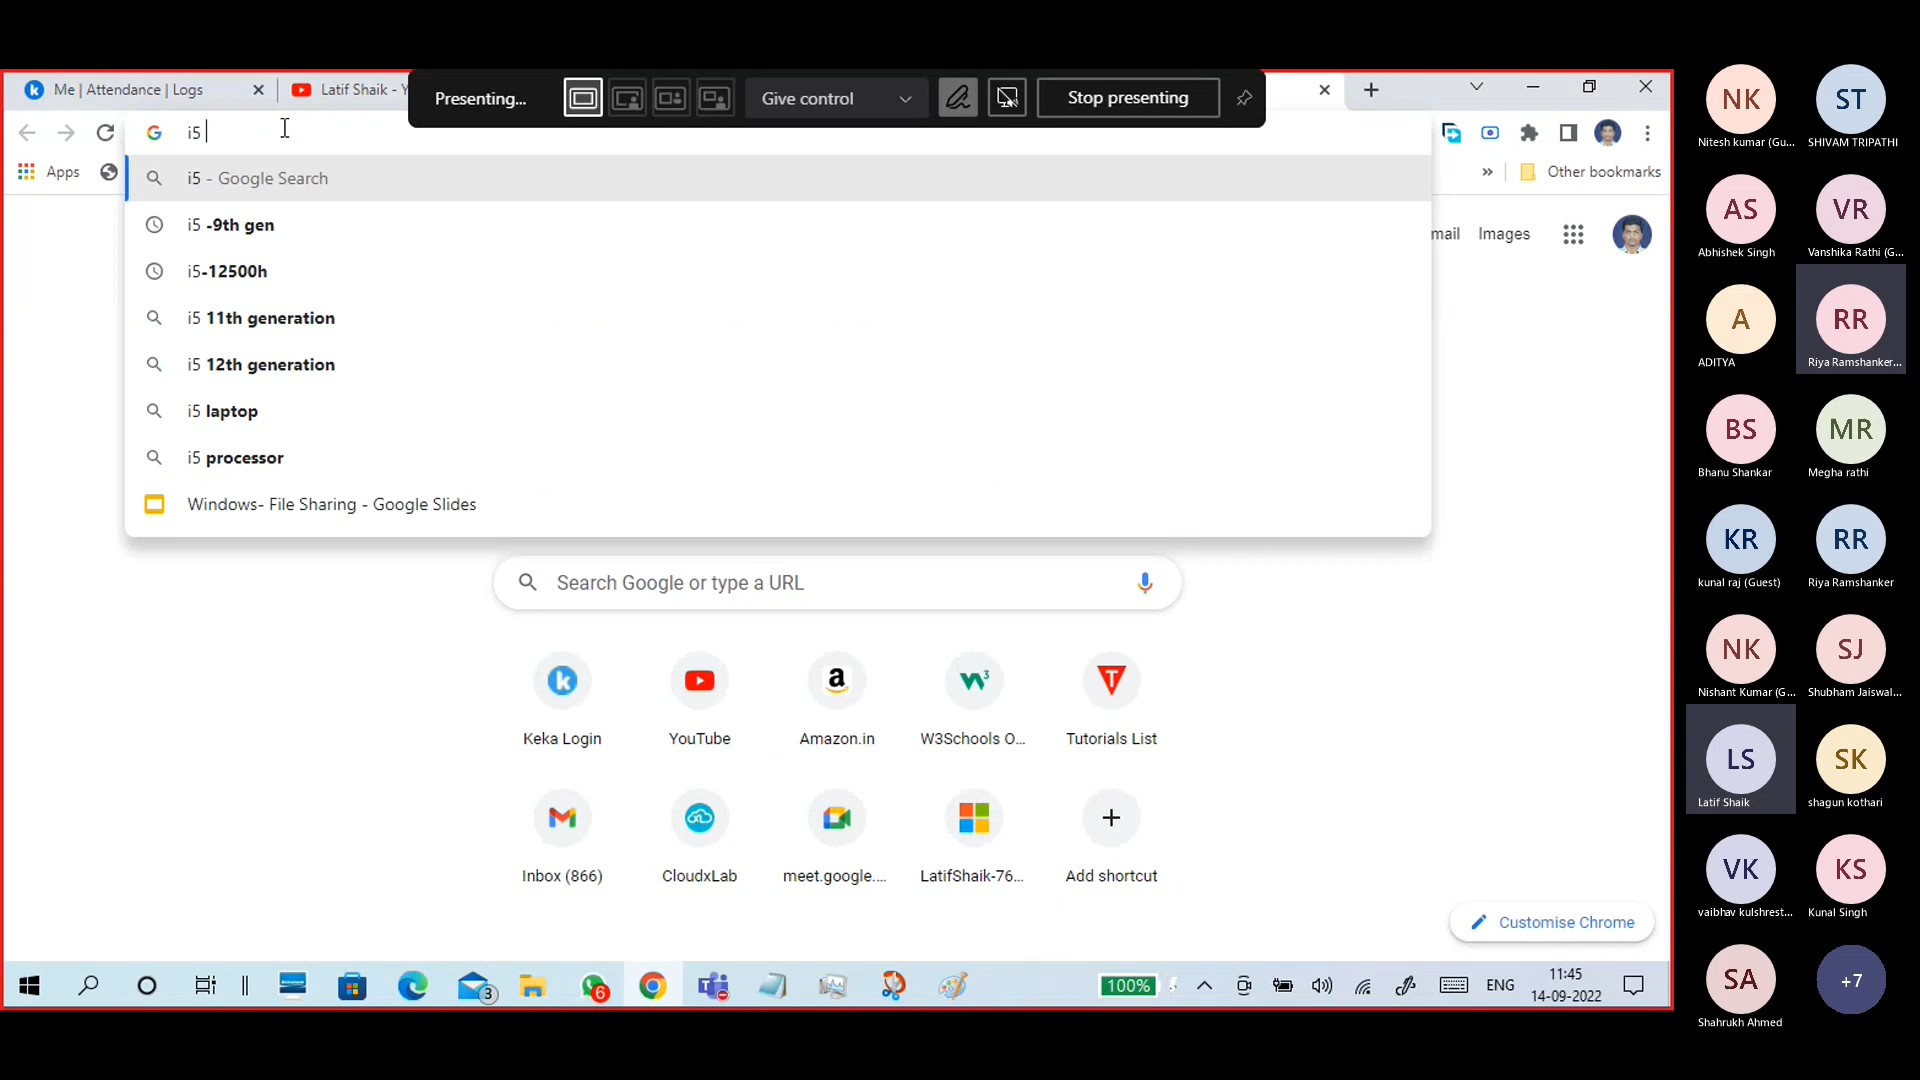 Me | Attendance | Logs
Latif Shaik - Y
Presenting...
Give control
Stop presenting
i5
Apps
Other bookmarks
i5 - Google Search
i5 -9th gen
i5-12500h
i5 11th generation
i5 12th generation
i5 laptop
i5 processor
Windows- File Sharing - Google Slides
mail
Images
Search Google or type a URL
Keka Login
YouTube
Amazon.in
W3Schools O...
Tutorials List
Inbox (866)
CloudxLab
meet.google....
LatifShaik-76...
Add shortcut
Customise Chrome
3
6
100%
ENG
11:45
14-09-2022
NK
Nitesh kumar (Gu...
ST
SHIVAM TRIPATHI
AS
Abhishek Singh
VR
Vanshika Rathi (G...
A
ADITYA
RR
Riya Ramshanker...
BS
Bhanu Shankar
MR
Megha rathi
KR
kunal raj (Guest)
RR
Riya Ramshanker
NK
Nishant Kumar (G...
SJ
Shubham Jaiswal...
LS
Latif Shaik
SK
shagun kothari
VK
vaibhav kulshrest...
KS
Kunal Singh
SA
Shahrukh Ahmed
+7